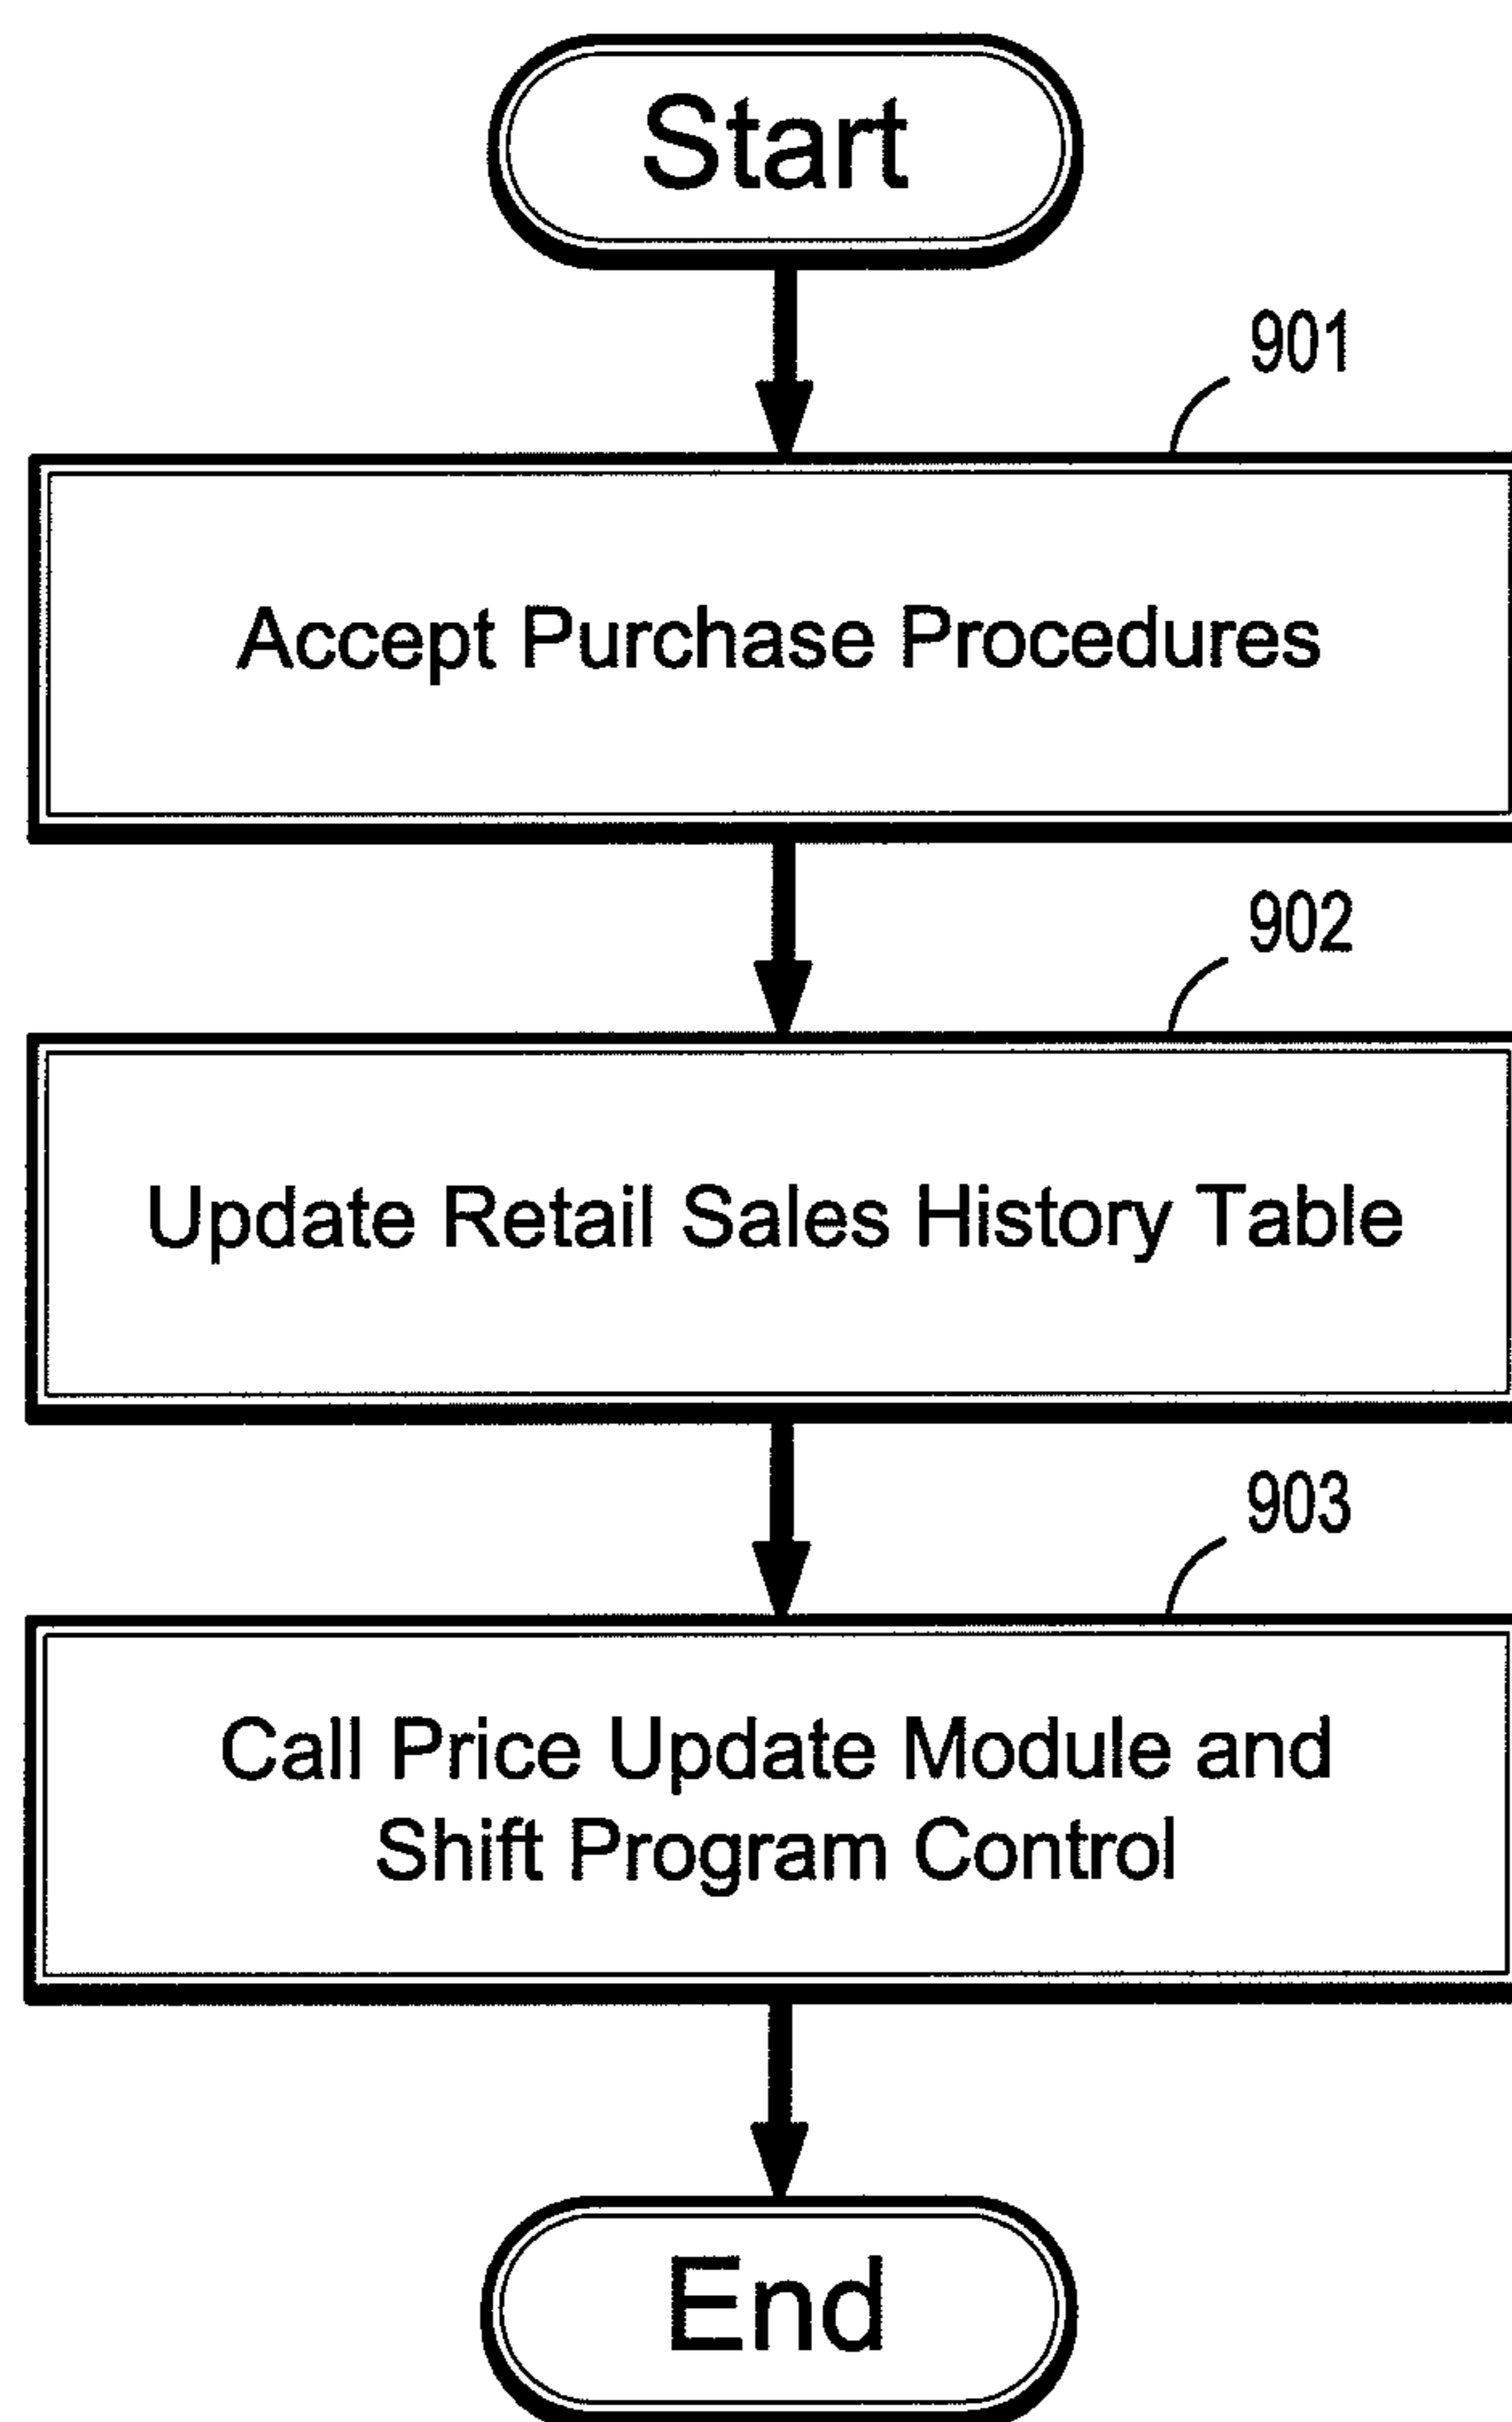 Start
901
Accept Purchase Procedures
902
Update Retail Sales History Table
903
Call Price Update Module and
Shift Program Control
End